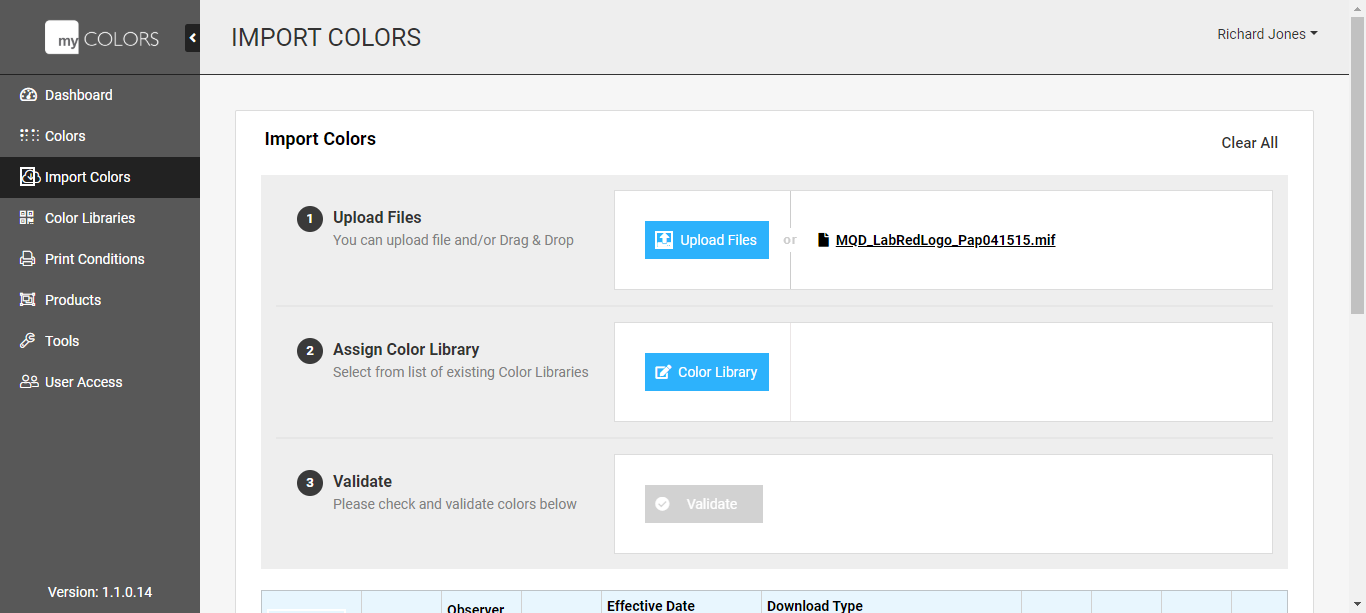 my COLORS
IMPORT COLORS
Richard Jones
Dashboard
Colors
Import Colors
Color Libraries
Print Conditions
Products
Tools
User Access
Version: 1.1.0.14
Import Colors
Clear All
1 Upload Files
You can upload file and/or Drag & Drop
Upload Files or MQD_LabRedLogo_Pap041515.mif
2 Assign Color Library
Select from list of existing Color Libraries
Color Library
3 Validate
Please check and validate colors below
Validate
Observer Effective Date Download Type